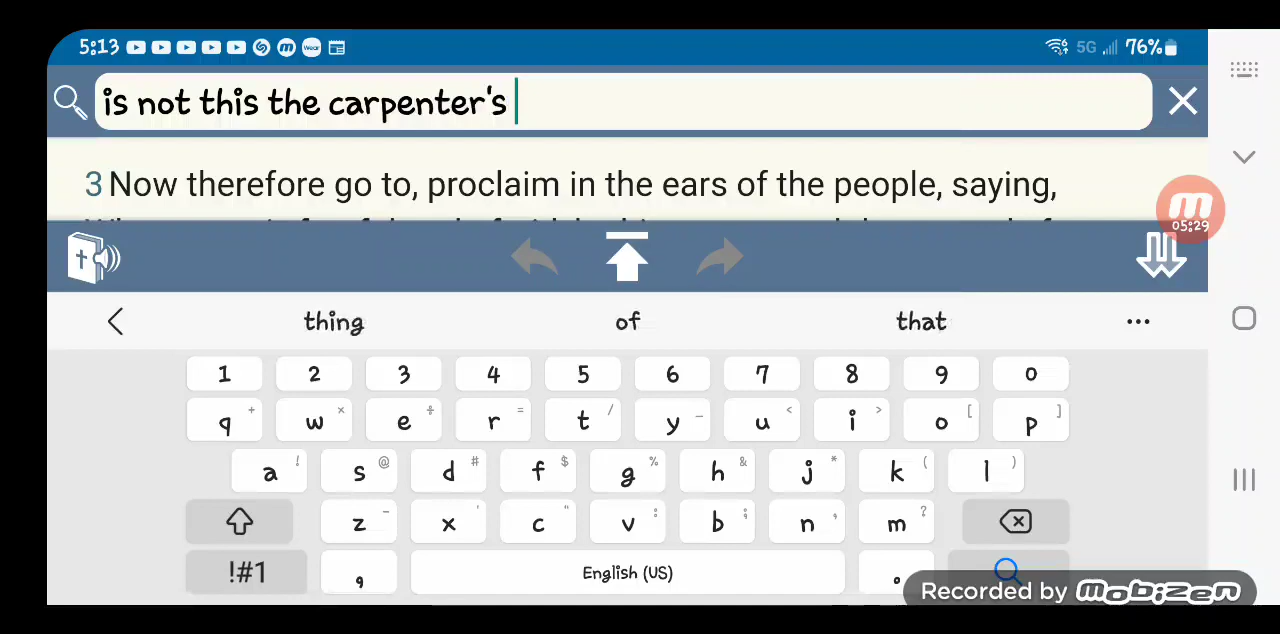 5:13 76%
5G
is not this the carpenter's
3 Now therefore go to, proclaim in the ears of the people, saying,
05:29
thing of that
1 2 3 4 5 6 7 8 9 0
q + w × e ÷ r = t / y _ u < i > o [ p ]
a ! s @ d # f $ g % h & j * k ( l )
z - x ' c " v : b ; n , m ?
!#1 , English (US) .
Recorded by mobizen